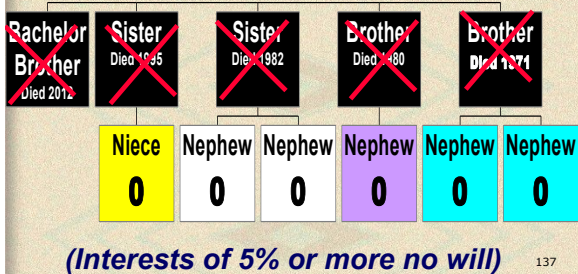 Bachelor
Brother
Died 2012
Sister
Died 1995
Sister
Died 1982
Brother
Died 1980
Brother
Died 1971
Niece
0
Nephew
0
Nephew
0
Nephew
0
Nephew
0
Nephew
0
(Interests of 5% or more no will)
137